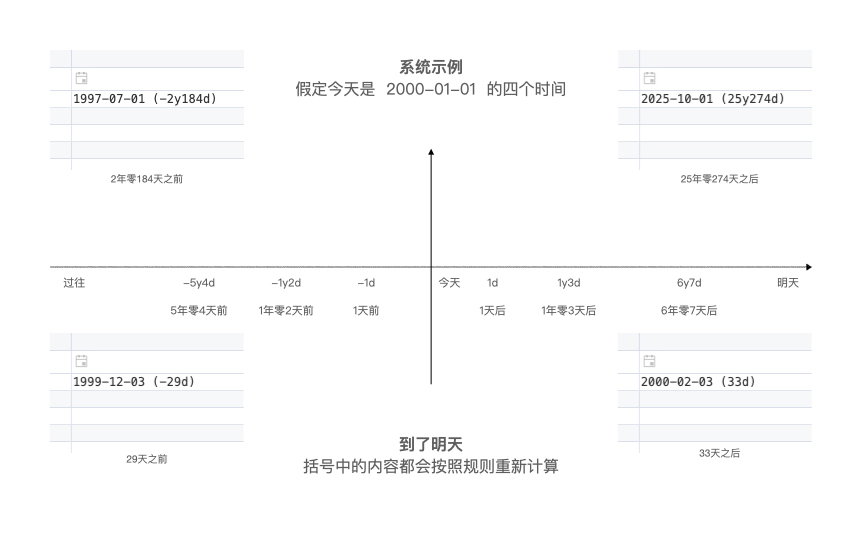 系统示例
假定今天是 2000-01-01 的四个时间
1997-07-01 (-2y184d)
2年零184天之前
2025-10-01 (25y274d)
25年零274天之后
过往
-5y4d
-1y2d
-1d
今天
1d
1y3d
6y7d
明天
5年零4天前
1年零2天前
1天前
1天后
1年零3天后
6年零7天后
1999-12-03 (-29d)
29天之前
2000-02-03 (33d)
33天之后
到了明天
括号中的内容都会按照规则重新计算